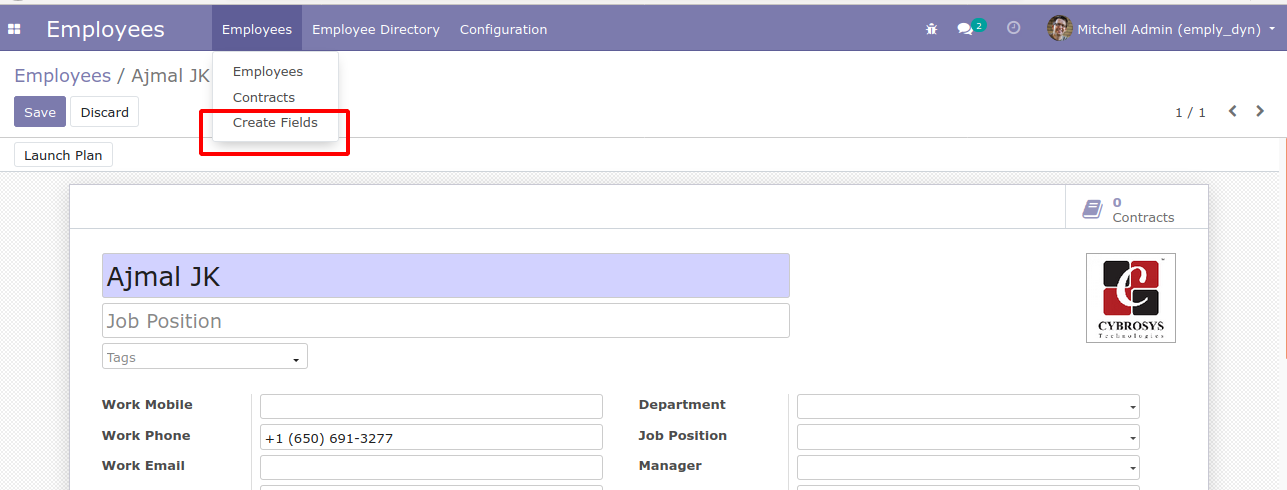 Employees Employees Employee Directory Configuration 2 Mitchell Admin (emply_dyn)
Employees / Ajmal JK
Employees
Contracts
Create Fields
Save Discard 1 / 1
Launch Plan
0
Contracts
Ajmal JK
Job Position
Tags
C
CYBROSYS
Technologies
Work Mobile
Department
Work Phone +1 (650) 691-3277
Job Position
Work Email
Manager